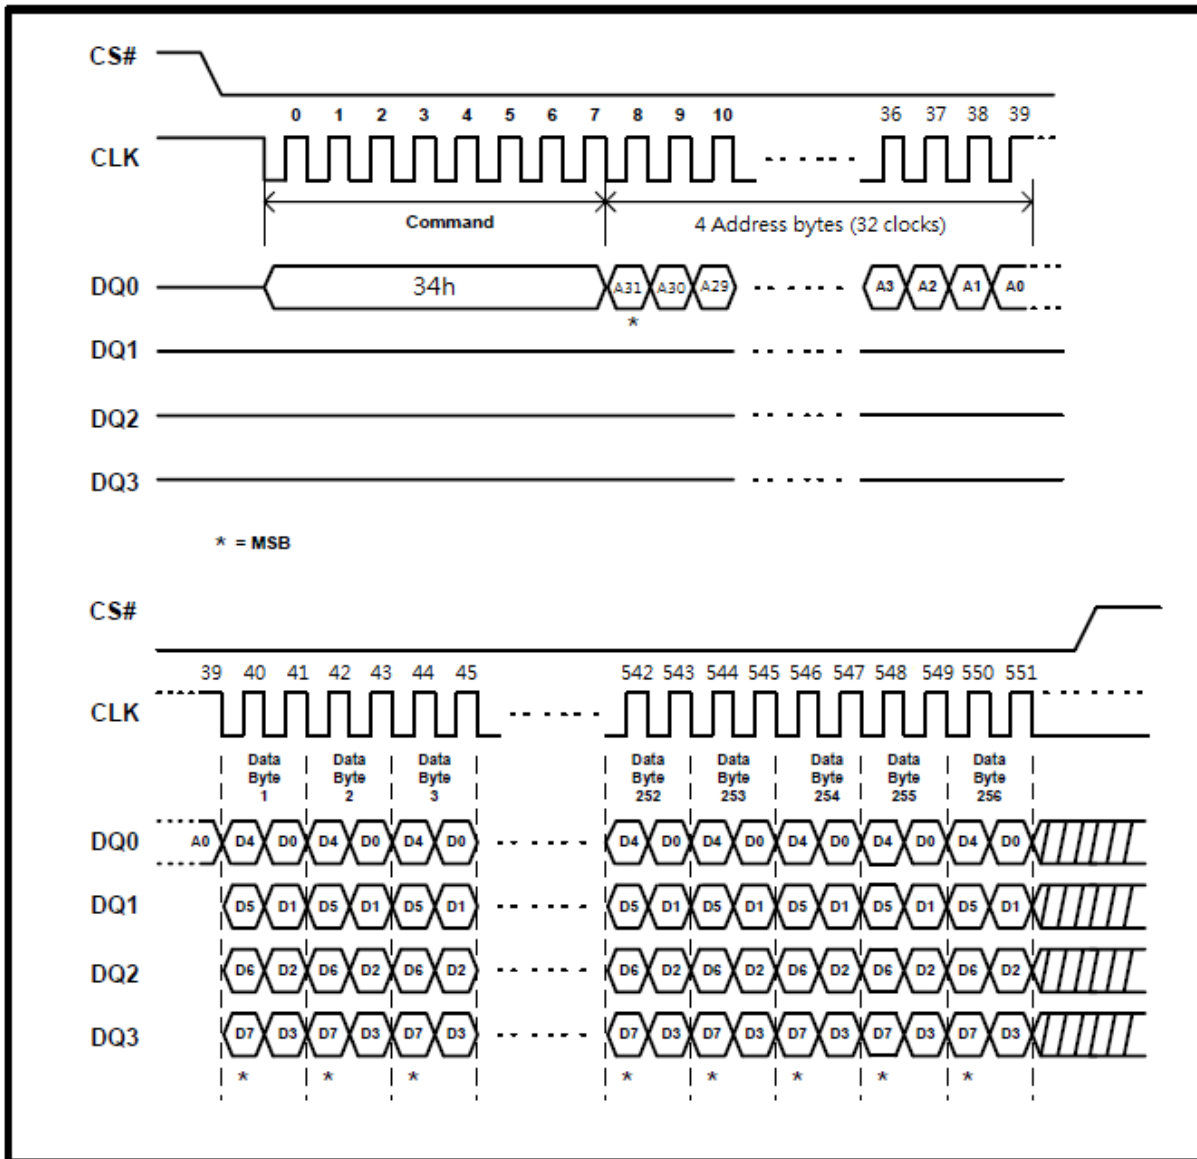 CS#
0 1 2 3 4 5 6 7 8 9 10 36 37 38 39
CLK
Command 4 Address bytes (32 clocks)
DQ0 34h A31 A30 A29 A3 A2 A1 A0
*
DQ1
DQ2
DQ3
* = MSB
CS#
39 40 41 42 43 44 45 542 543 544 545 546 547 548 549 550 551
CLK
Data Data Data Data Data Data Data Data
Byte Byte Byte Byte Byte Byte Byte Byte
1 2 3 252 253 254 255 256
DQ0 A0 D4 D0 D4 D0 D4 D0 D4 D0 D4 D0 D4 D0 D4 D0 D4 D0
DQ1 D5 D1 D5 D1 D5 D1 D5 D1 D5 D1 D5 D1 D5 D1 D5 D1
DQ2 D6 D2 D6 D2 D6 D2 D6 D2 D6 D2 D6 D2 D6 D2 D6 D2
DQ3 D7 D3 D7 D3 D7 D3 D7 D3 D7 D3 D7 D3 D7 D3 D7 D3
* * * * * * * *